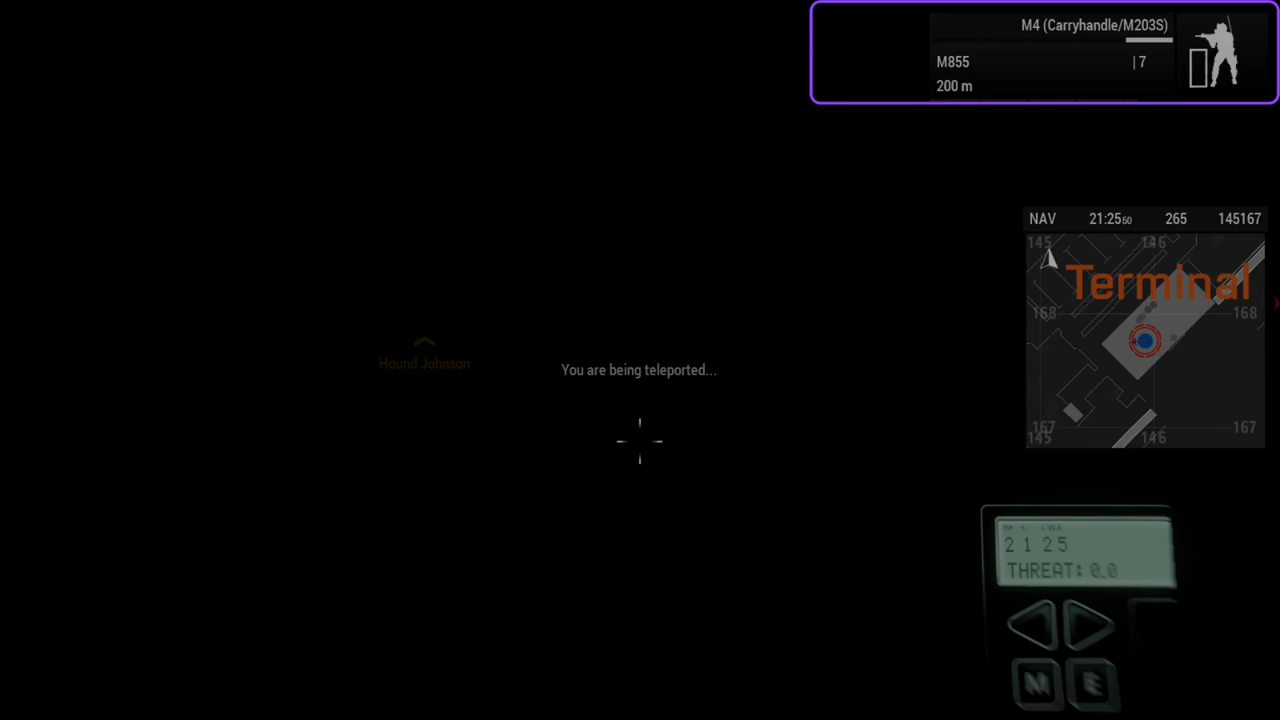 M4 (Carryhandle/M203S)
M855 | 7
200 m
NAV 21:25 50 265 145167
145 146
Terminal
168 168
Hound Johnson
You are being teleported...
167 167
145 146
CWA
2125
THREAT: 0.0
M E